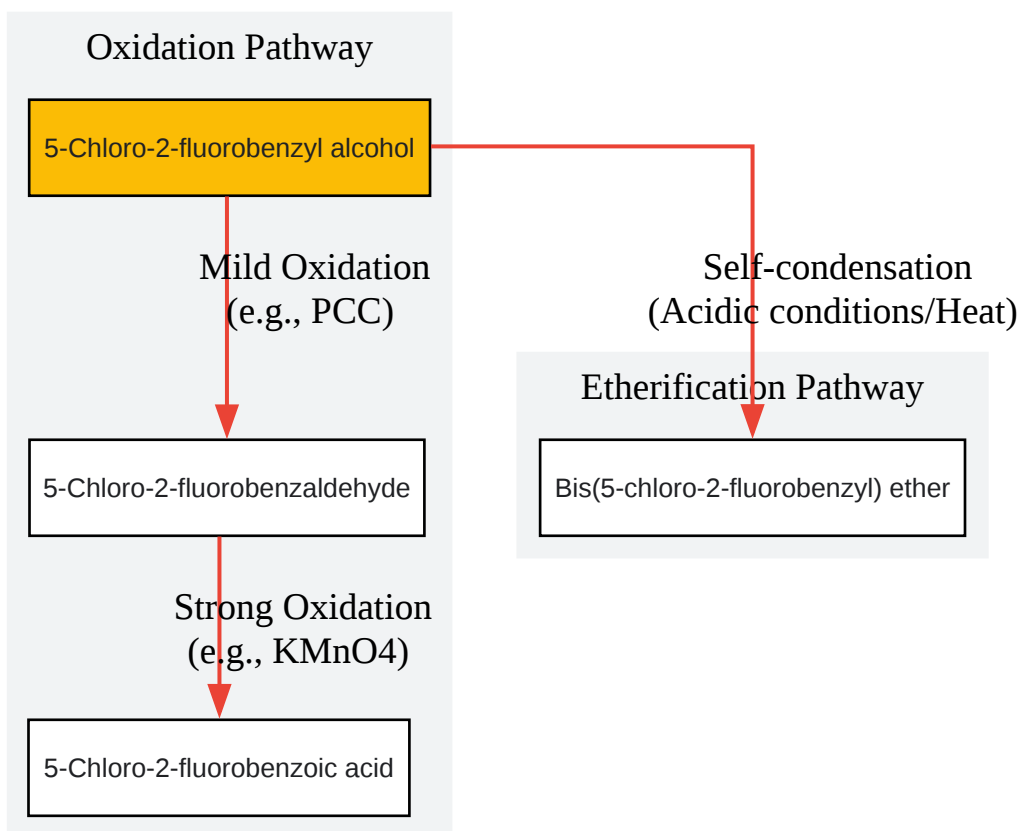 Oxidation Pathway
5-Chloro-2-fluorobenzyl alcohol
Mild Oxidation
(e.g., PCC)
Self-condensation
(Acidic conditions/Heat)
Etherification Pathway
5-Chloro-2-fluorobenzaldehyde
Bis(5-chloro-2-fluorobenzyl) ether
Strong Oxidation
(e.g., KMnO4)
5-Chloro-2-fluorobenzoic acid